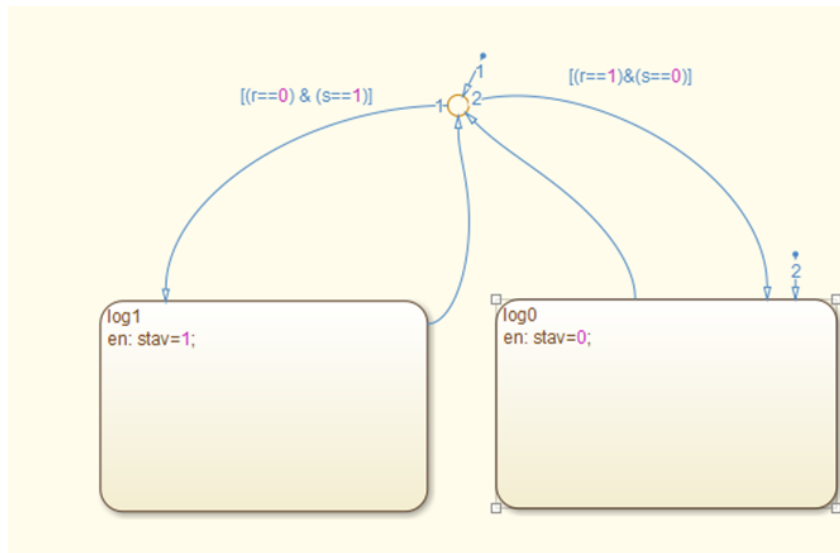 1
[(r==0) & (s==1)]
1
2
[(r==1)&(s==0)]
2
log1
en: stav=1;
log0
en: stav=0;